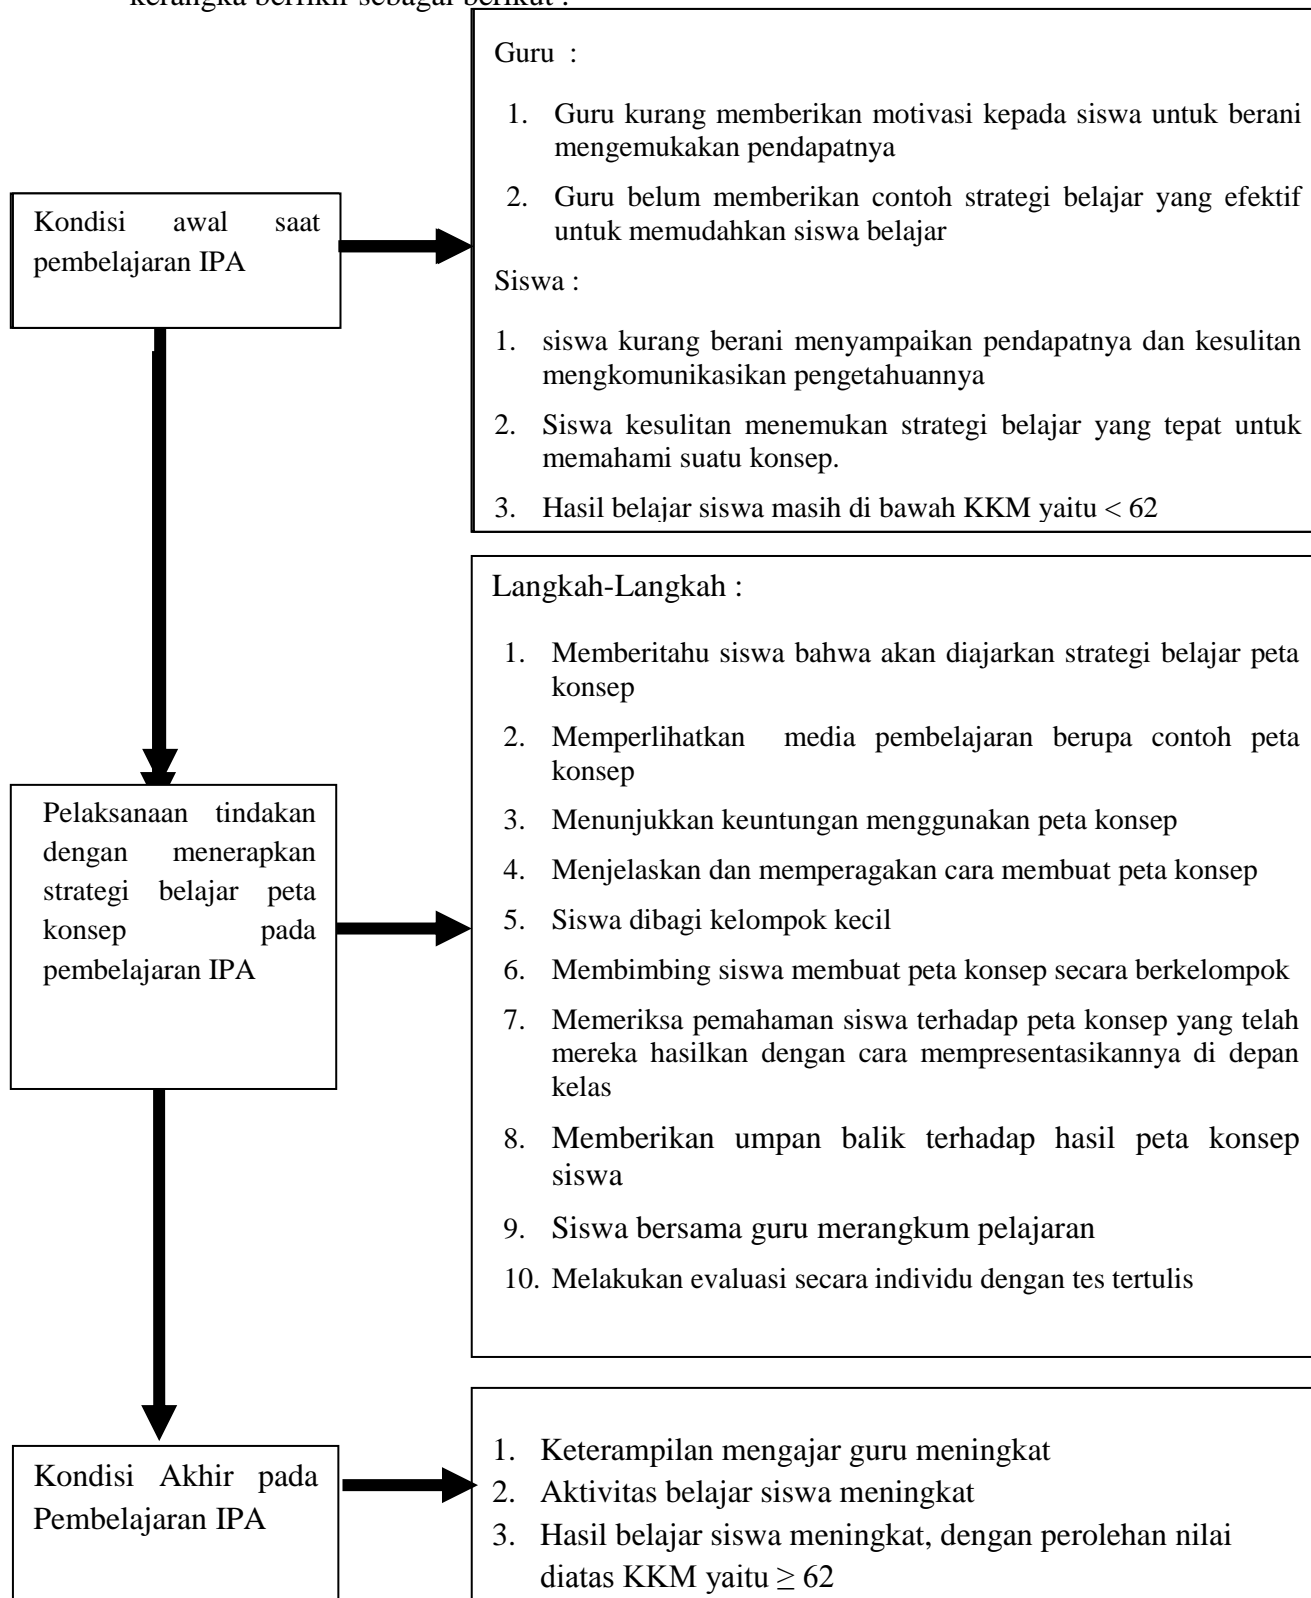 kerangka berfikir sebagai berikut :
Kondisi awal saat
pembelajaran IPA
Guru :
1. Guru kurang memberikan motivasi kepada siswa untuk berani
mengemukakan pendapatnya
2. Guru belum memberikan contoh strategi belajar yang efektif
untuk memudahkan siswa belajar
Siswa :
1. siswa kurang berani menyampaikan pendapatnya dan kesulitan
mengkomunikasikan pengetahuannya
2. Siswa kesulitan menemukan strategi belajar yang tepat untuk
memahami suatu konsep.
3. Hasil belajar siswa masih di bawah KKM yaitu < 62
Pelaksanaan tindakan
dengan menerapkan
strategi belajar peta
konsep pada
pembelajaran IPA
Langkah-Langkah :
1. Memberitahu siswa bahwa akan diajarkan strategi belajar peta
konsep
2. Memperlihatkan media pembelajaran berupa contoh peta
konsep
3. Menunjukkan keuntungan menggunakan peta konsep
4. Menjelaskan dan memperagakan cara membuat peta konsep
5. Siswa dibagi kelompok kecil
6. Membimbing siswa membuat peta konsep secara berkelompok
7. Memeriksa pemahaman siswa terhadap peta konsep yang telah
mereka hasilkan dengan cara mempresentasikannya di depan
kelas
8. Memberikan umpan balik terhadap hasil peta konsep
siswa
9. Siswa bersama guru merangkum pelajaran
10. Melakukan evaluasi secara individu dengan tes tertulis
Kondisi Akhir pada
Pembelajaran IPA
1. Keterampilan mengajar guru meningkat
2. Aktivitas belajar siswa meningkat
3. Hasil belajar siswa meningkat, dengan perolehan nilai
diatas KKM yaitu ≥ 62